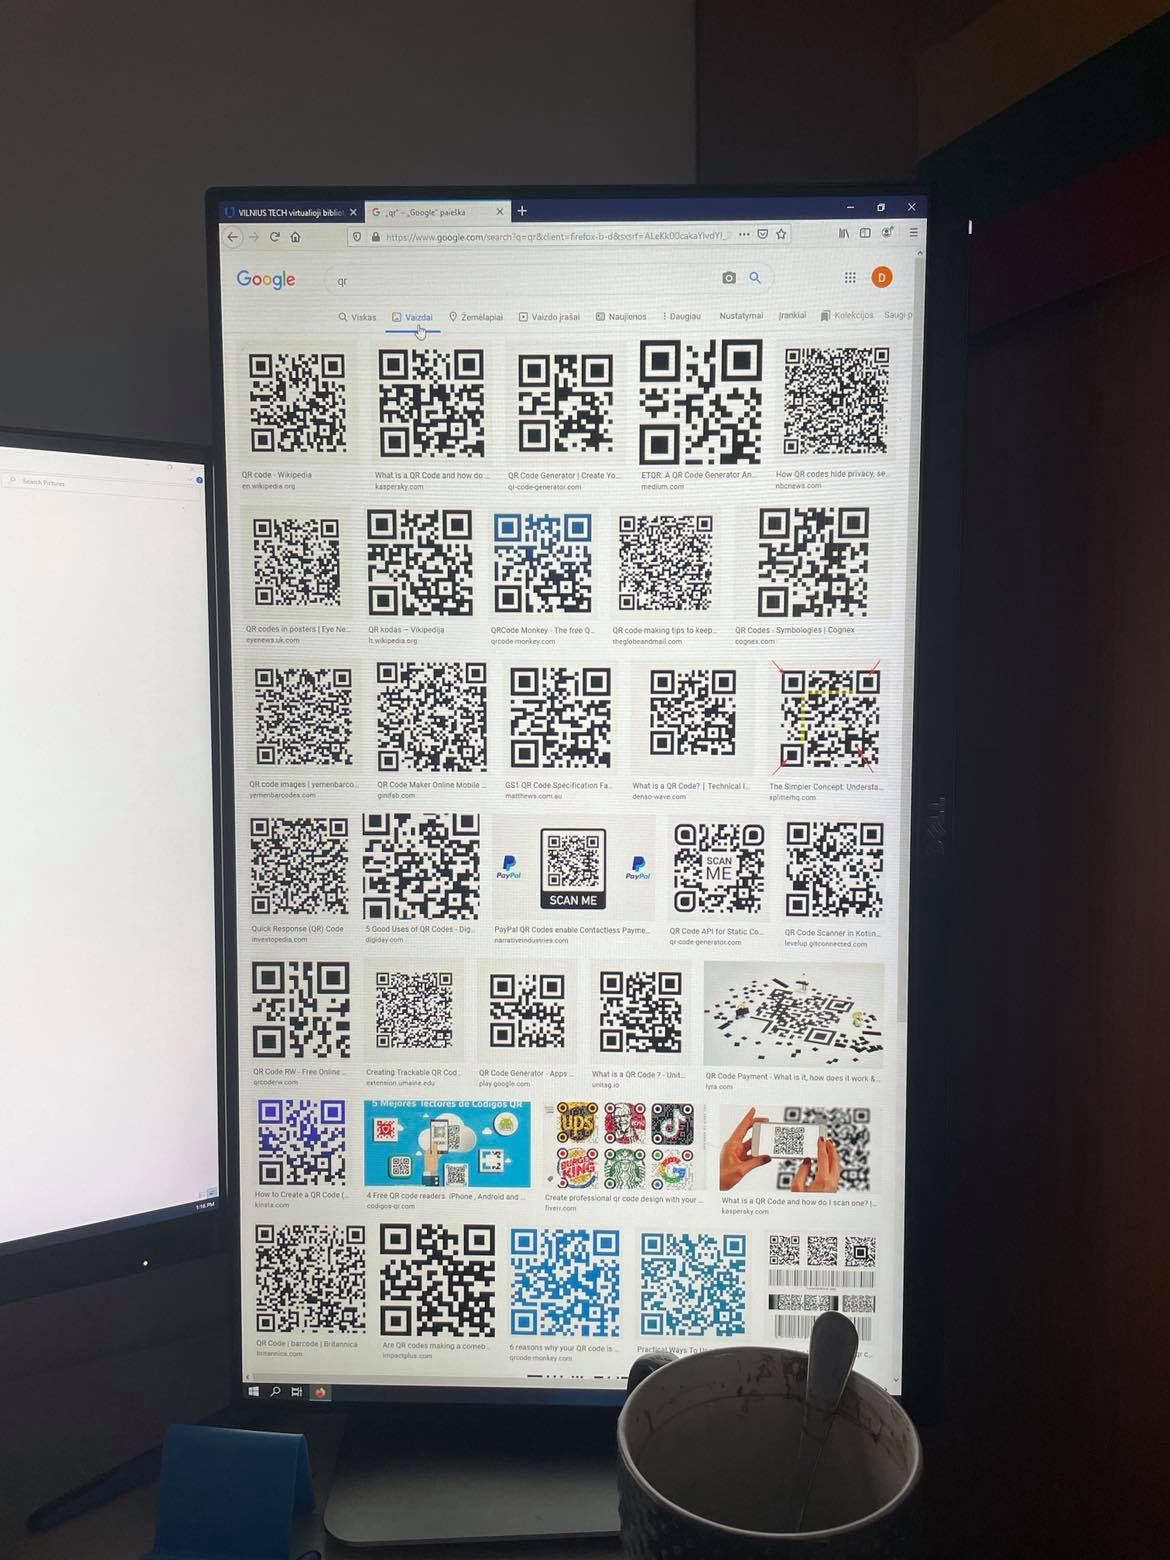 VILNIUS TECH virtualioji bibliot
„qr" – „Google" paieška
https://www.google.com/search?q=qr&client=firefox-b-d&sxsrf=ALeKk00cakaYlvdYl_
Google
qr
D
Viskas
Vaizdai
Žemėlapiai
Vaizdo įrašai
Naujienos
Daugiau
Nustatymai
Įrankiai
Kolekcijos
Saugi p
Search Pictures
QR code - Wikipedia
en.wikipedia.org
What is a QR Code and how do ...
kaspersky.com
QR Code Generator | Create Yo...
qr-code-generator.com
ETQR: A QR Code Generator An...
medium.com
How QR codes hide privacy, se...
nbcnews.com
QR codes in posters | Eye Ne...
eyenews.uk.com
QR kodas – Vikipedija
lt.wikipedia.org
QRCode Monkey - The free Q...
qrcode-monkey.com
QR code-making tips to keep...
theglobeandmail.com
QR Codes - Symbologies | Cognex
cognex.com
QR code images | yemenbarco...
yemenbarcodes.com
QR Code Maker Online Mobile ...
ginifab.com
GS1 QR Code Specification Fa...
matthews.com.au
What is a QR Code? | Technical I...
denso-wave.com
The Simpler Concept: Understa...
splitterhq.com
PayPal
SCAN ME
PayPal
SCAN
ME
Quick Response (QR) Code
investopedia.com
5 Good Uses of QR Codes - Dig...
digiday.com
PayPal QR Codes enable Contactless Payme...
narrativeindustries.com
QR Code API for Static Co...
qr-code-generator.com
QR Code Scanner in Kotlin...
levelup.gitconnected.com
DELL
QR Code RW - Free Online ...
qrcoderw.com
Creating Trackable QR Cod...
extension.umaine.edu
QR Code Generator - Apps ...
play.google.com
What is a QR Code ? - Unit...
unitag.io
QR Code Payment - What is it, how does it work &...
lyra.com
5 Mejores Lectores de Códigos QR
ups
KFC
BURGER
KING
How to Create a QR Code (...
kinsta.com
4 Free QR code readers. iPhone , Android and ...
codigos-qr.com
Create professional qr code design with your ...
fiverr.com
What is a QR Code and how do I scan one? |...
kaspersky.com
1:16 PM
QR Code | barcode | Britannica
britannica.com
Are QR codes making a comeb...
impactplus.com
6 reasons why your QR code is ...
qrcode-monkey.com
Practical Ways To